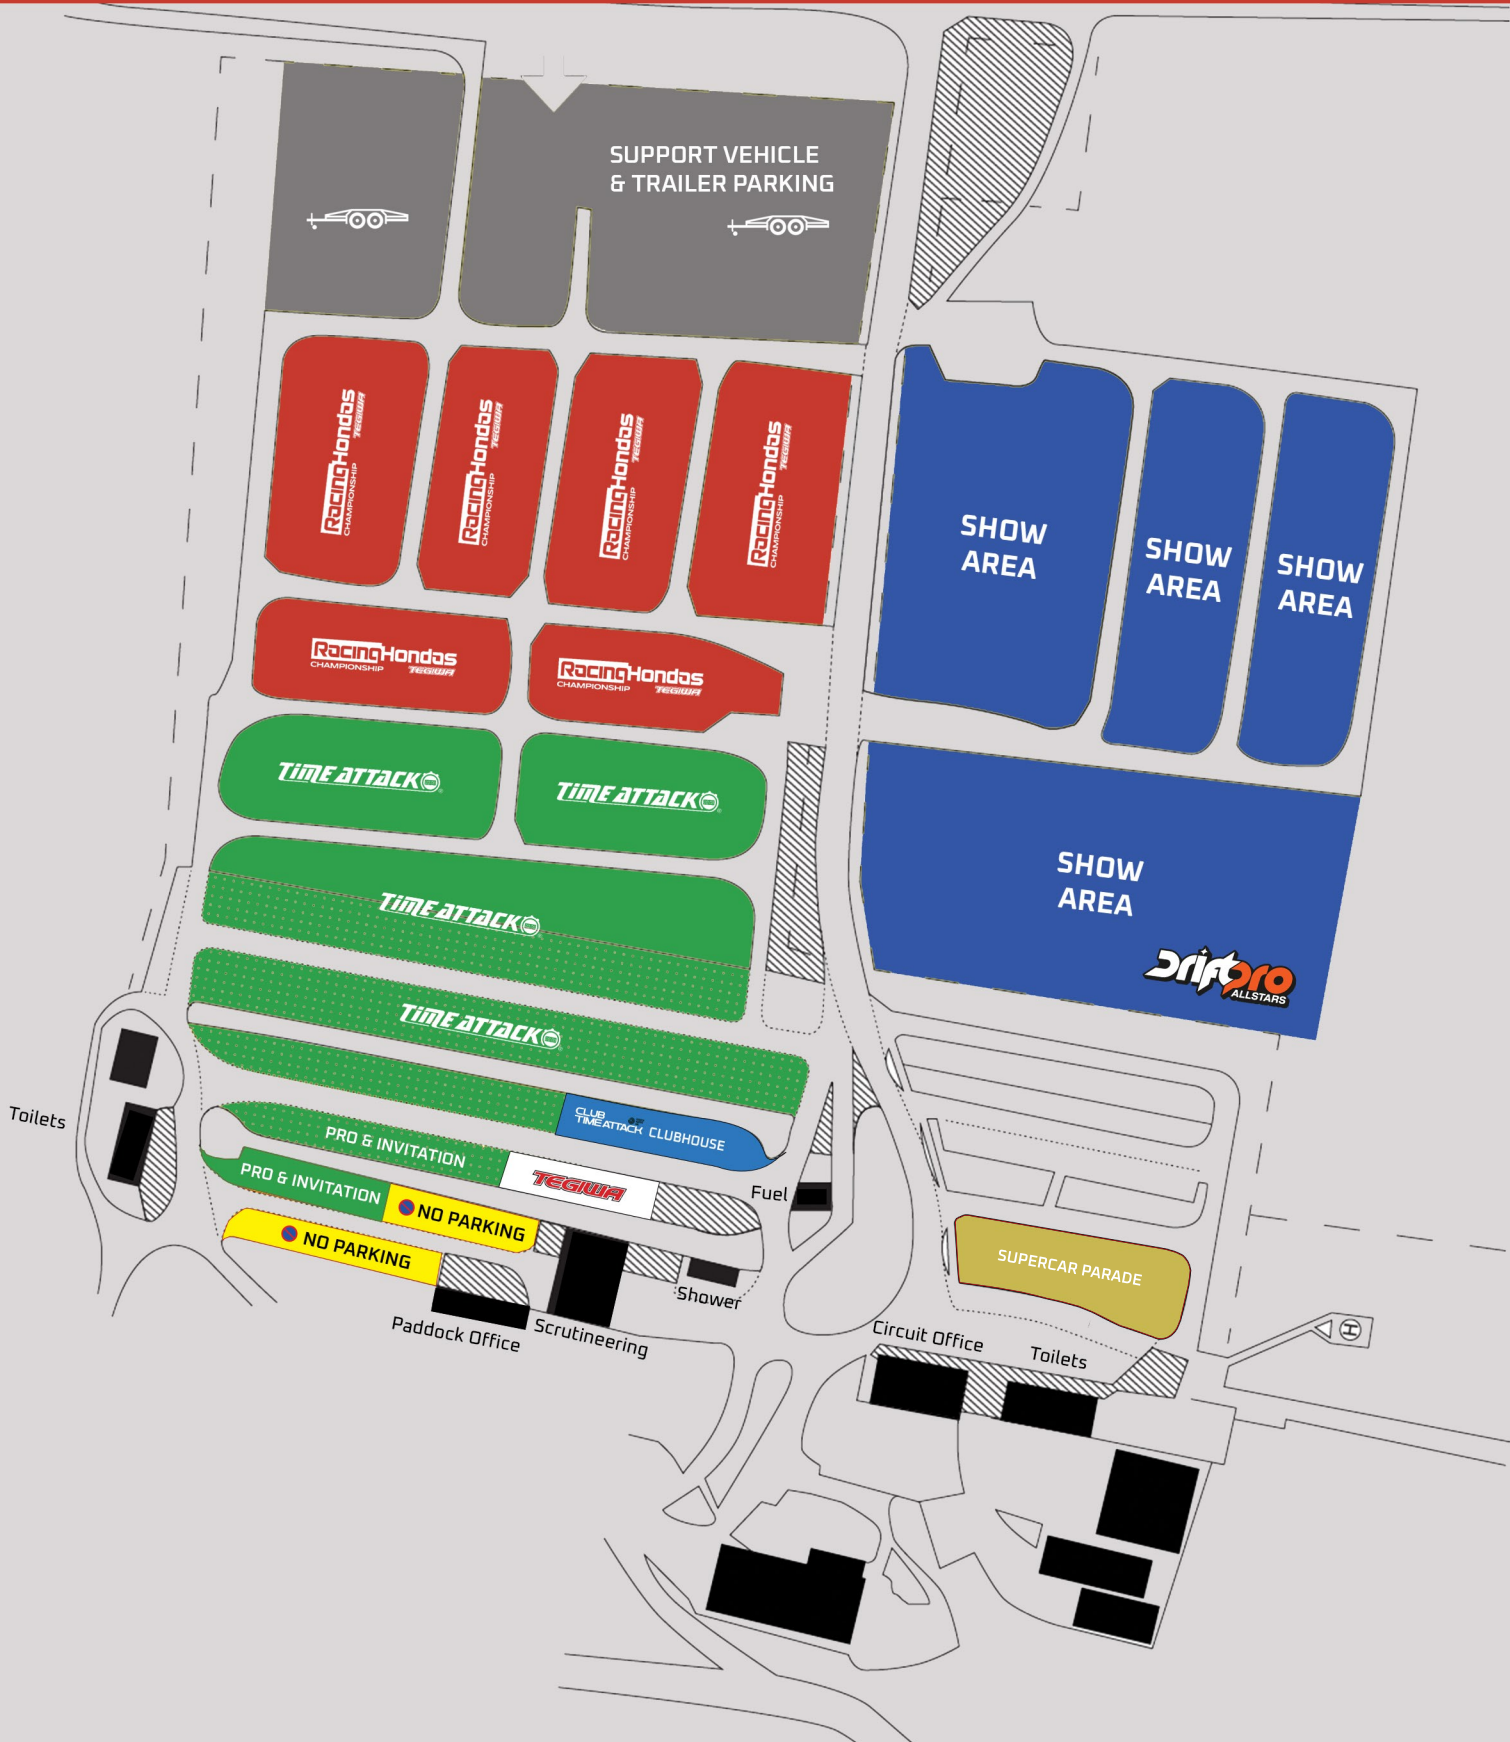 SUPPORT VEHICLE
& TRAILER PARKING
RacingHondas
CHAMPIONSHIP TEGIWA
RacingHondas
CHAMPIONSHIP TEGIWA
RacingHondas
CHAMPIONSHIP TEGIWA
RacingHondas
CHAMPIONSHIP TEGIWA
SHOW
AREA
SHOW
AREA
SHOW
AREA
RacingHondas
CHAMPIONSHIP TEGIWA
RacingHondas
CHAMPIONSHIP TEGIWA
TIME ATTACK
TIME ATTACK
SHOW
AREA
TIME ATTACK
Driftpro
ALLSTARS
TIME ATTACK
Toilets
CLUB
OF
TIME ATTACK CLUBHOUSE
PRO & INVITATION
TEGIWA
Fuel
PRO & INVITATION
NO PARKING
NO PARKING
Shower
Paddock Office
Scrutineering
SUPERCAR PARADE
Circuit Office
Toilets
H